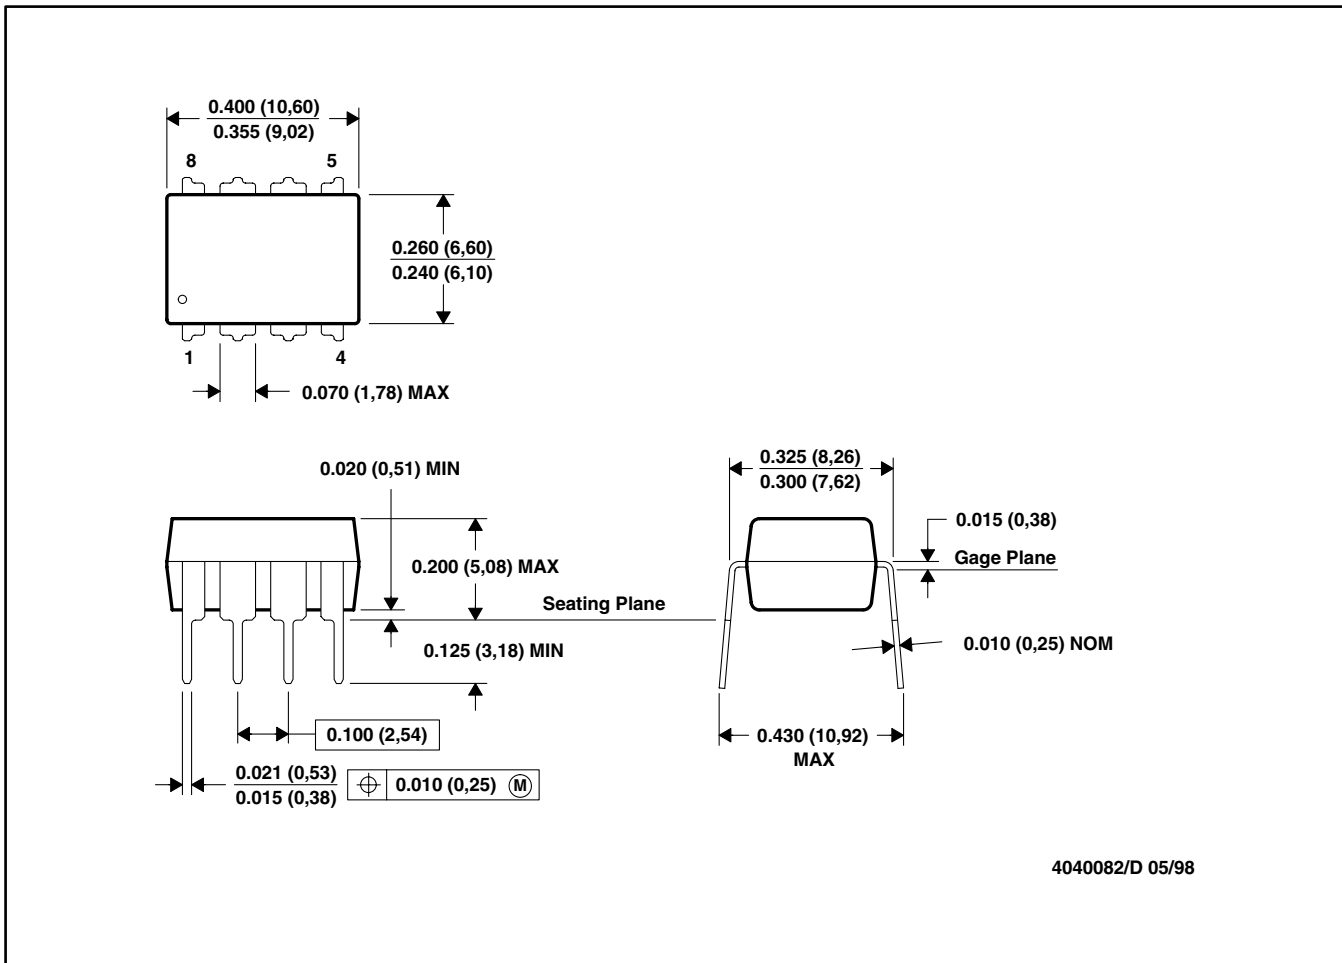 0.400 (10,60)
0.355 (9,02)
8
5
0.260 (6,60)
0.240 (6,10)
1
4
0.070 (1,78) MAX
0.020 (0,51) MIN
0.325 (8,26)
0.300 (7,62)
0.015 (0,38)
0.200 (5,08) MAX
Gage Plane
Seating Plane
0.125 (3,18) MIN
0.010 (0,25) NOM
0.100 (2,54)
0.430 (10,92)
MAX
0.021 (0,53)
0.015 (0,38)
0.010 (0,25) M
4040082/D 05/98